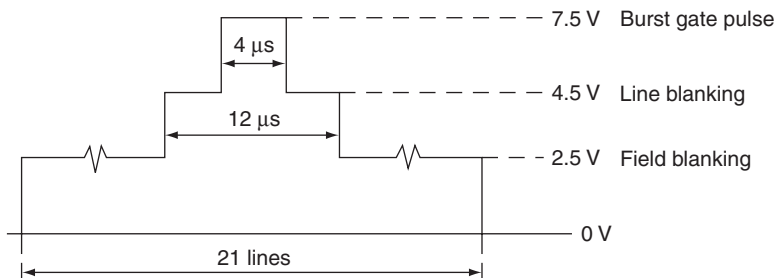 7.5 V Burst gate pulse
4 μs
4.5 V Line blanking
12 μs
2.5 V Field blanking
0 V
21 lines